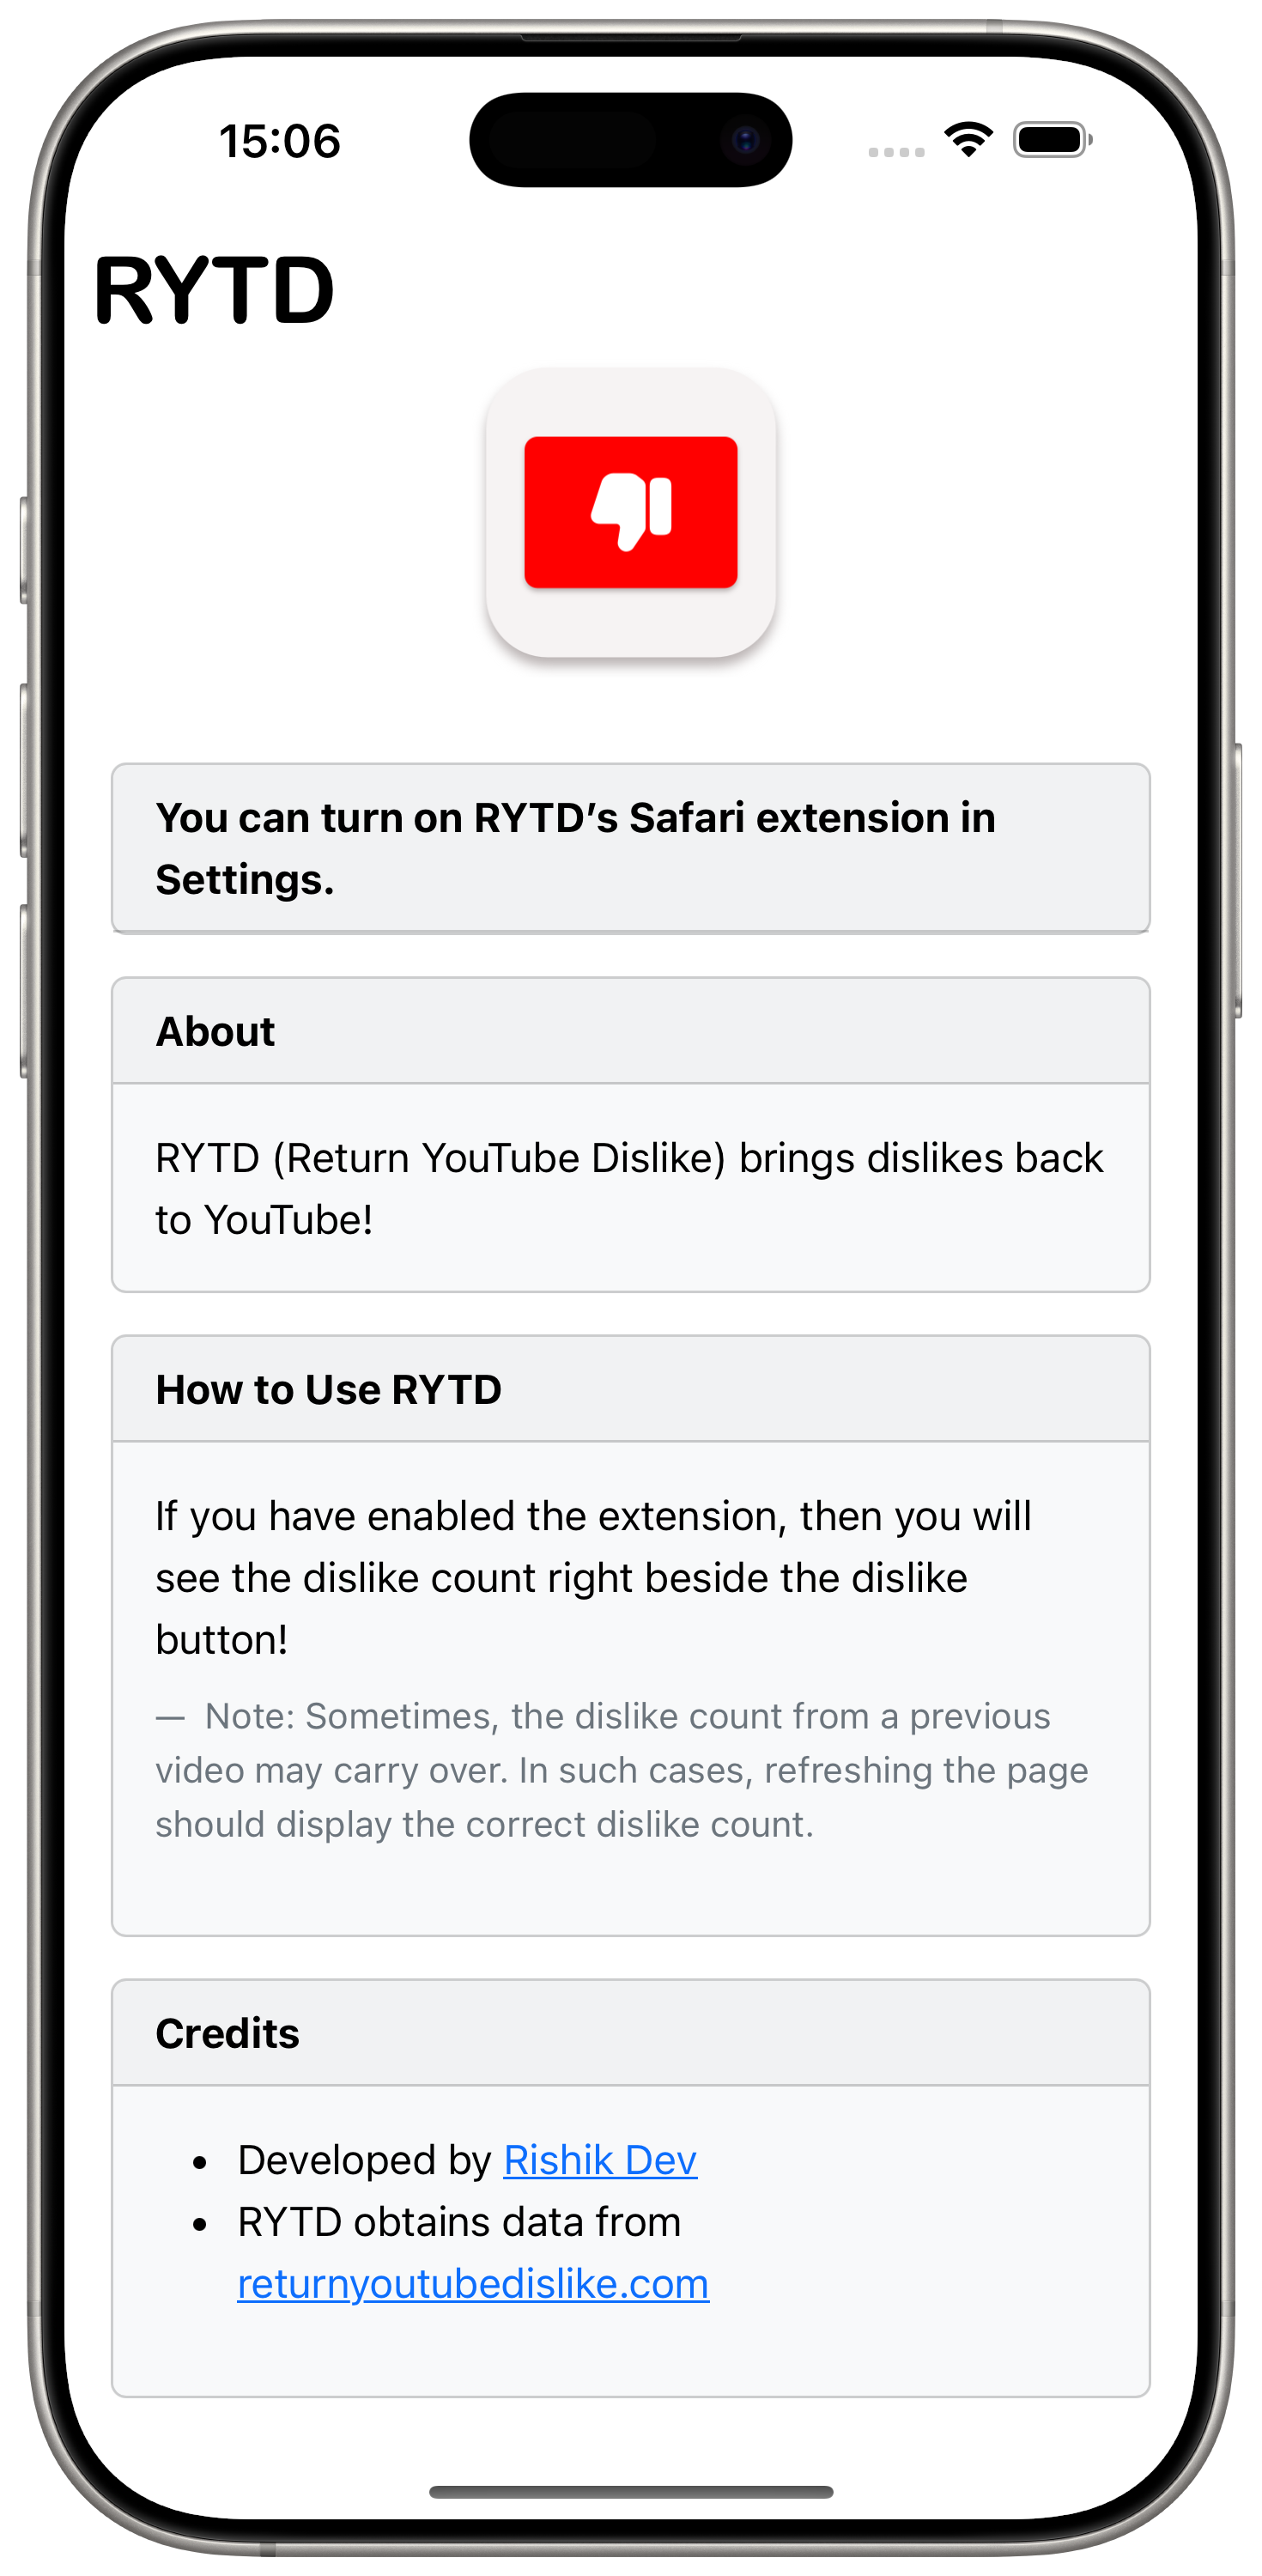 15:06
RYTD
You can turn on RYTD’s Safari extension in
Settings.
About
RYTD (Return YouTube Dislike) brings dislikes back
to YouTube!
How to Use RYTD
If you have enabled the extension, then you will
see the dislike count right beside the dislike
button!
— Note: Sometimes, the dislike count from a previous
video may carry over. In such cases, refreshing the page
should display the correct dislike count.
Credits
• Developed by Rishik Dev
• RYTD obtains data from
returnyoutubedislike.com